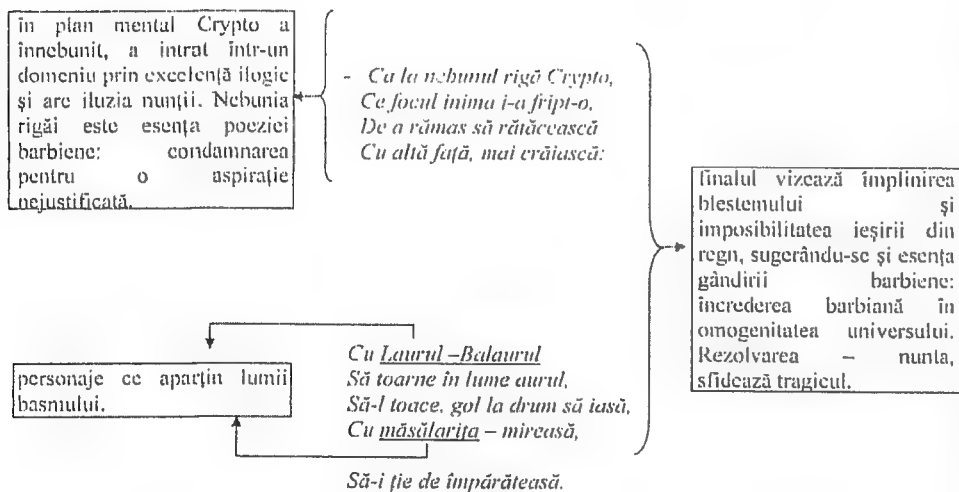 în plan mental Crypto a
înnebunit, a intrat într-un
domeniu prin excelență ilogic
și are iluzia nunții. Nebunia
rigăi este esența poeziei
barbiene: condamnarea
pentru o aspirație
nejustificată.
- Ca la nebunul rigă Crypto,
Ce focul inima i-a fript-o,
De a rămas să rătăcească
Cu altă față, mai crăiască:
finalul vizează împlinirea
blestemului și
imposibilitatea ieșirii din
regn, sugerându-se și esența
gândirii barbiene:
încrederea barbiană în
omogenitatea universului.
Rezolvarea – nunta,
sfidează tragicul.
personaje ce aparțin lumii
basmului.
Cu Laurul –Balaurul
Să toarne în lume aurul,
Să-l toace, gol la drum să iasă,
Cu măsălarița – mireasă,
Să-i ție de împărăteasă.